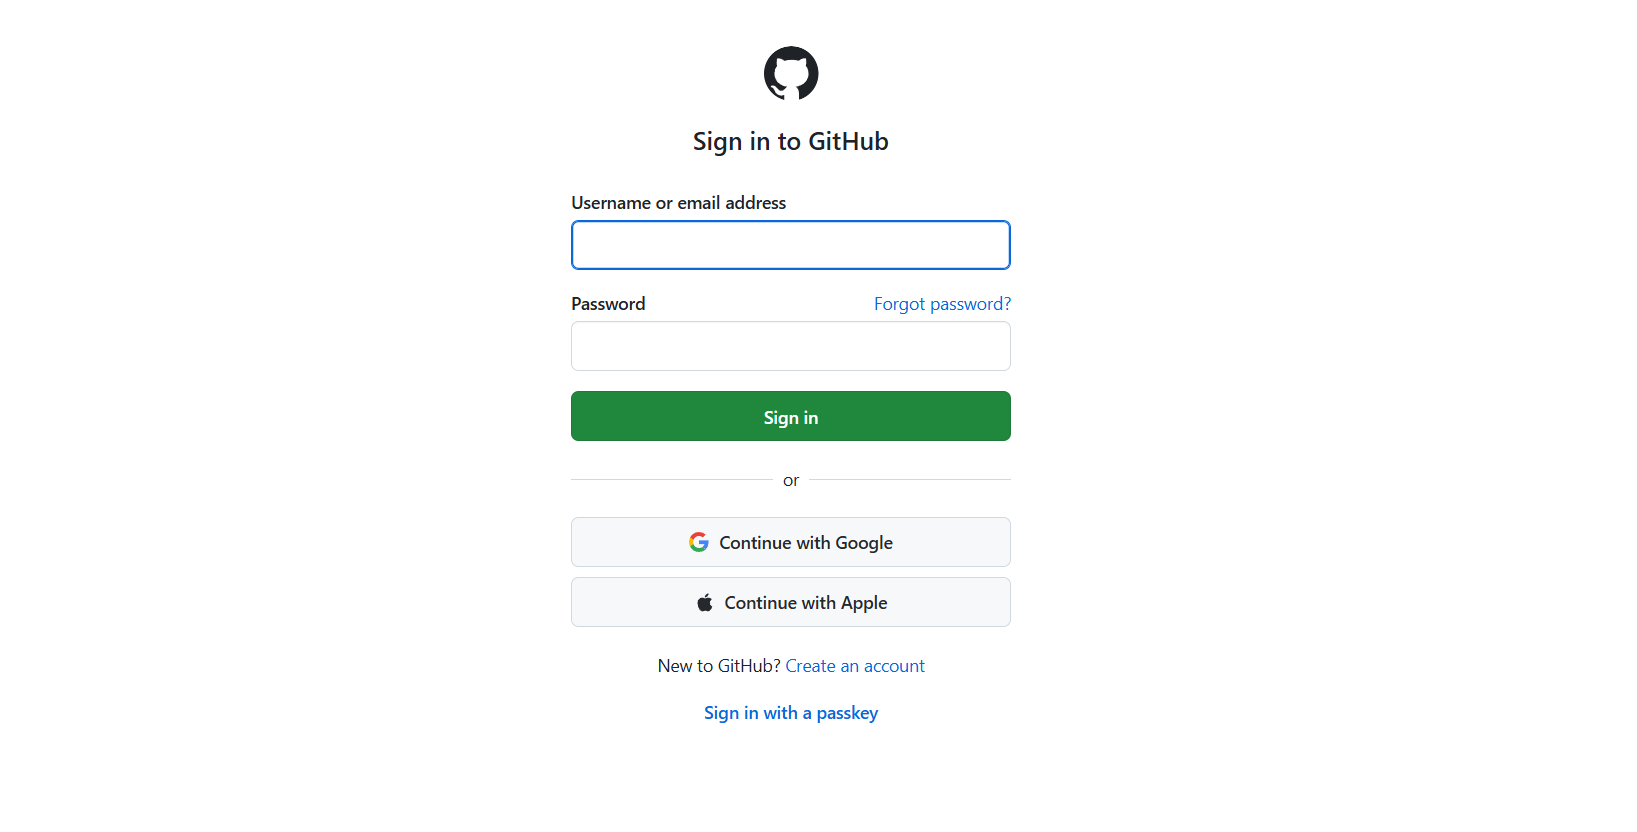 Sign in to GitHub
Username or email address
Password Forgot password?
Sign in
or
Continue with Google
Continue with Apple
New to GitHub? Create an account
Sign in with a passkey